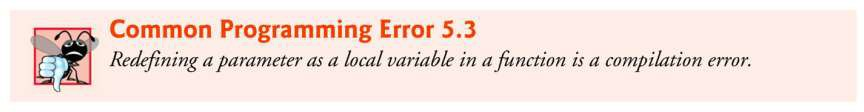 Common Programming Error 5.3
Redefining a parameter as a local variable in a function is a compilation error.